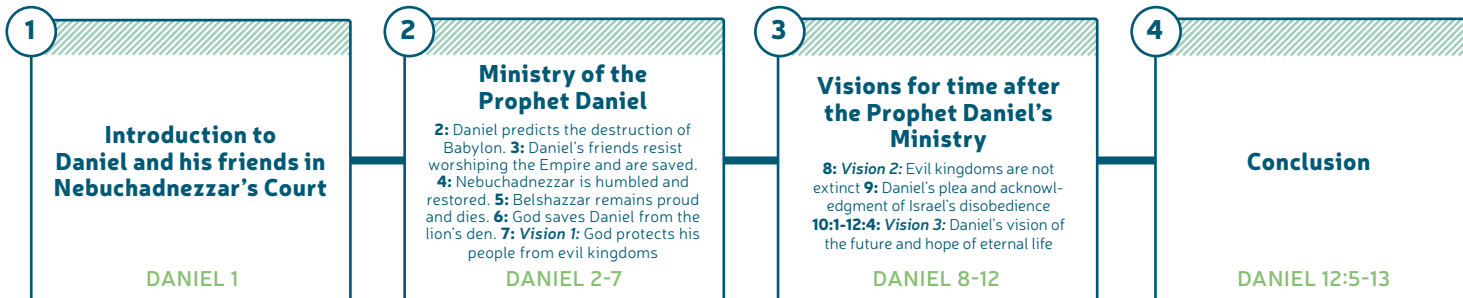 1
Introduction to
Daniel and his friends in
Nebuchadnezzar's Court
DANIEL 1
2
Ministry of the
Prophet Daniel
2: Daniel predicts the destruction of
Babylon. 3: Daniel's friends resist
worshiping the Empire and are saved.
4: Nebuchadnezzar is humbled and
restored. 5: Belshazzar remains proud
and dies. 6: God saves Daniel from the
lion's den. 7: Vision 1: God protects his
people from evil kingdoms
DANIEL 2-7
3
Visions for time after
the Prophet Daniel's
Ministry
8: Vision 2: Evil kingdoms are not
extinct 9: Daniel's plea and acknowl-
edgment of Israel's disobedience
10:1-12:4: Vision 3: Daniel's vision of
the future and hope of eternal life
DANIEL 8-12
4
Conclusion
DANIEL 12:5-13